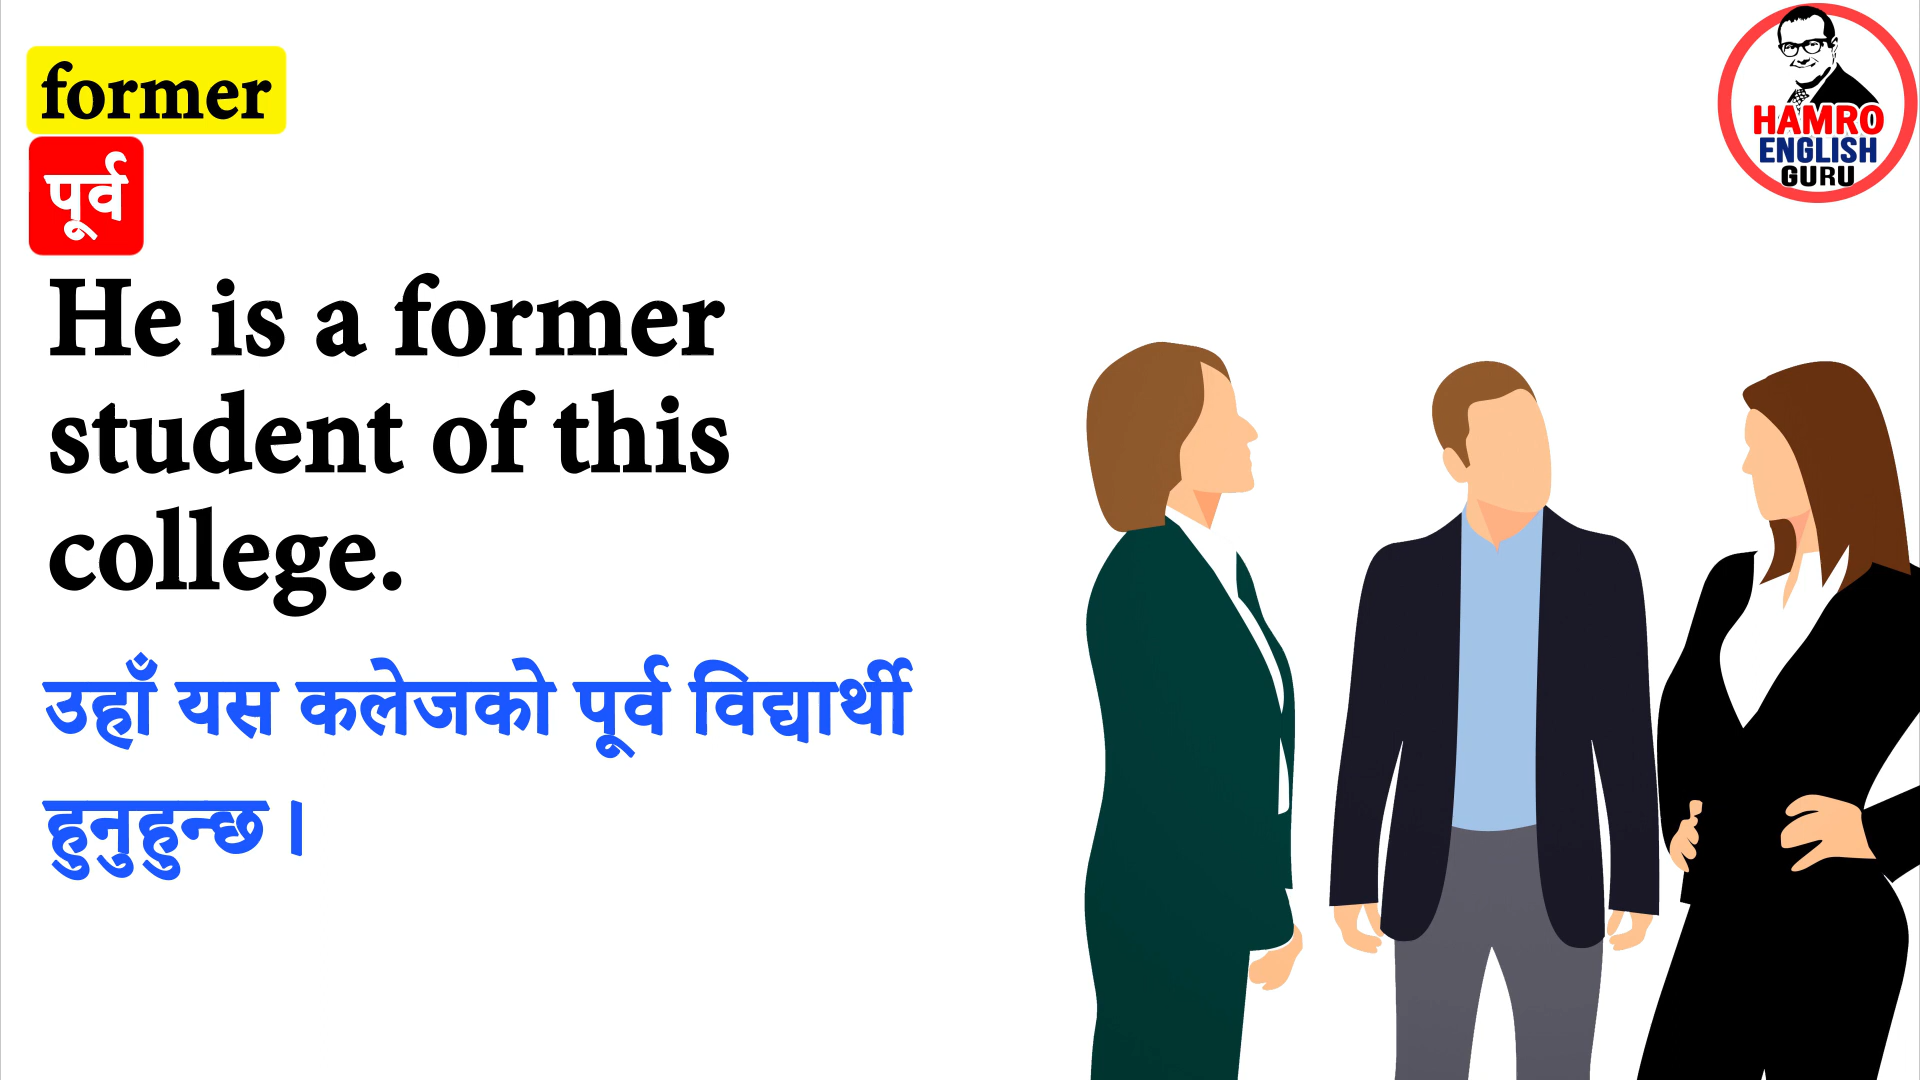 former
पूर्व
He is a former
student of this
college.
उहाँ यस कलेजको पूर्व विद्यार्थी
हुनुहुन्छ ।
HAMRO
ENGLISH
GURU